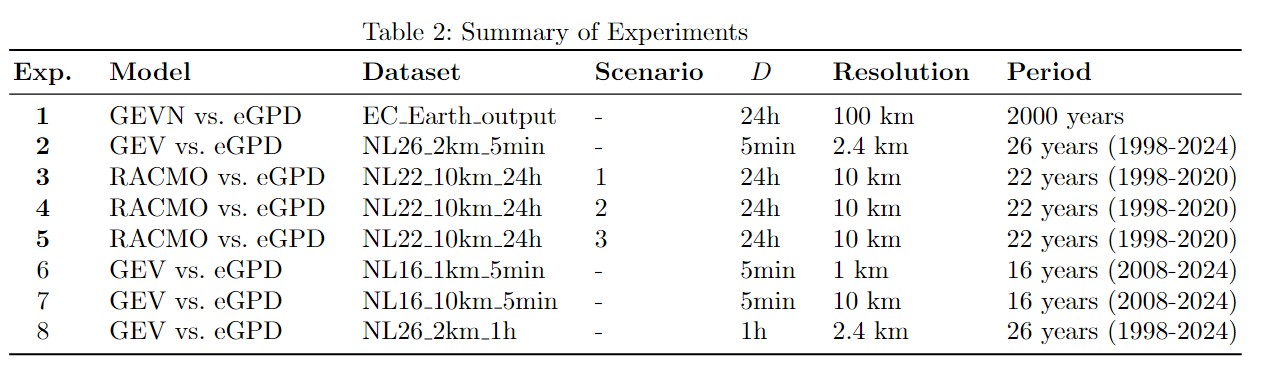 Table 2: Summary of Experiments
Exp. Model Dataset Scenario D Resolution Period
1 GEVN vs. eGPD EC_Earth_output - 24h 100 km 2000 years
2 GEV vs. eGPD NL26_2km_5min - 5min 2.4 km 26 years (1998-2024)
3 RACMO vs. eGPD NL22_10km_24h 1 24h 10 km 22 years (1998-2020)
4 RACMO vs. eGPD NL22_10km_24h 2 24h 10 km 22 years (1998-2020)
5 RACMO vs. eGPD NL22_10km_24h 3 24h 10 km 22 years (1998-2020)
6 GEV vs. eGPD NL16_1km_5min - 5min 1 km 16 years (2008-2024)
7 GEV vs. eGPD NL16_10km_5min - 5min 10 km 16 years (2008-2024)
8 GEV vs. eGPD NL26_2km_1h - 1h 2.4 km 26 years (1998-2024)